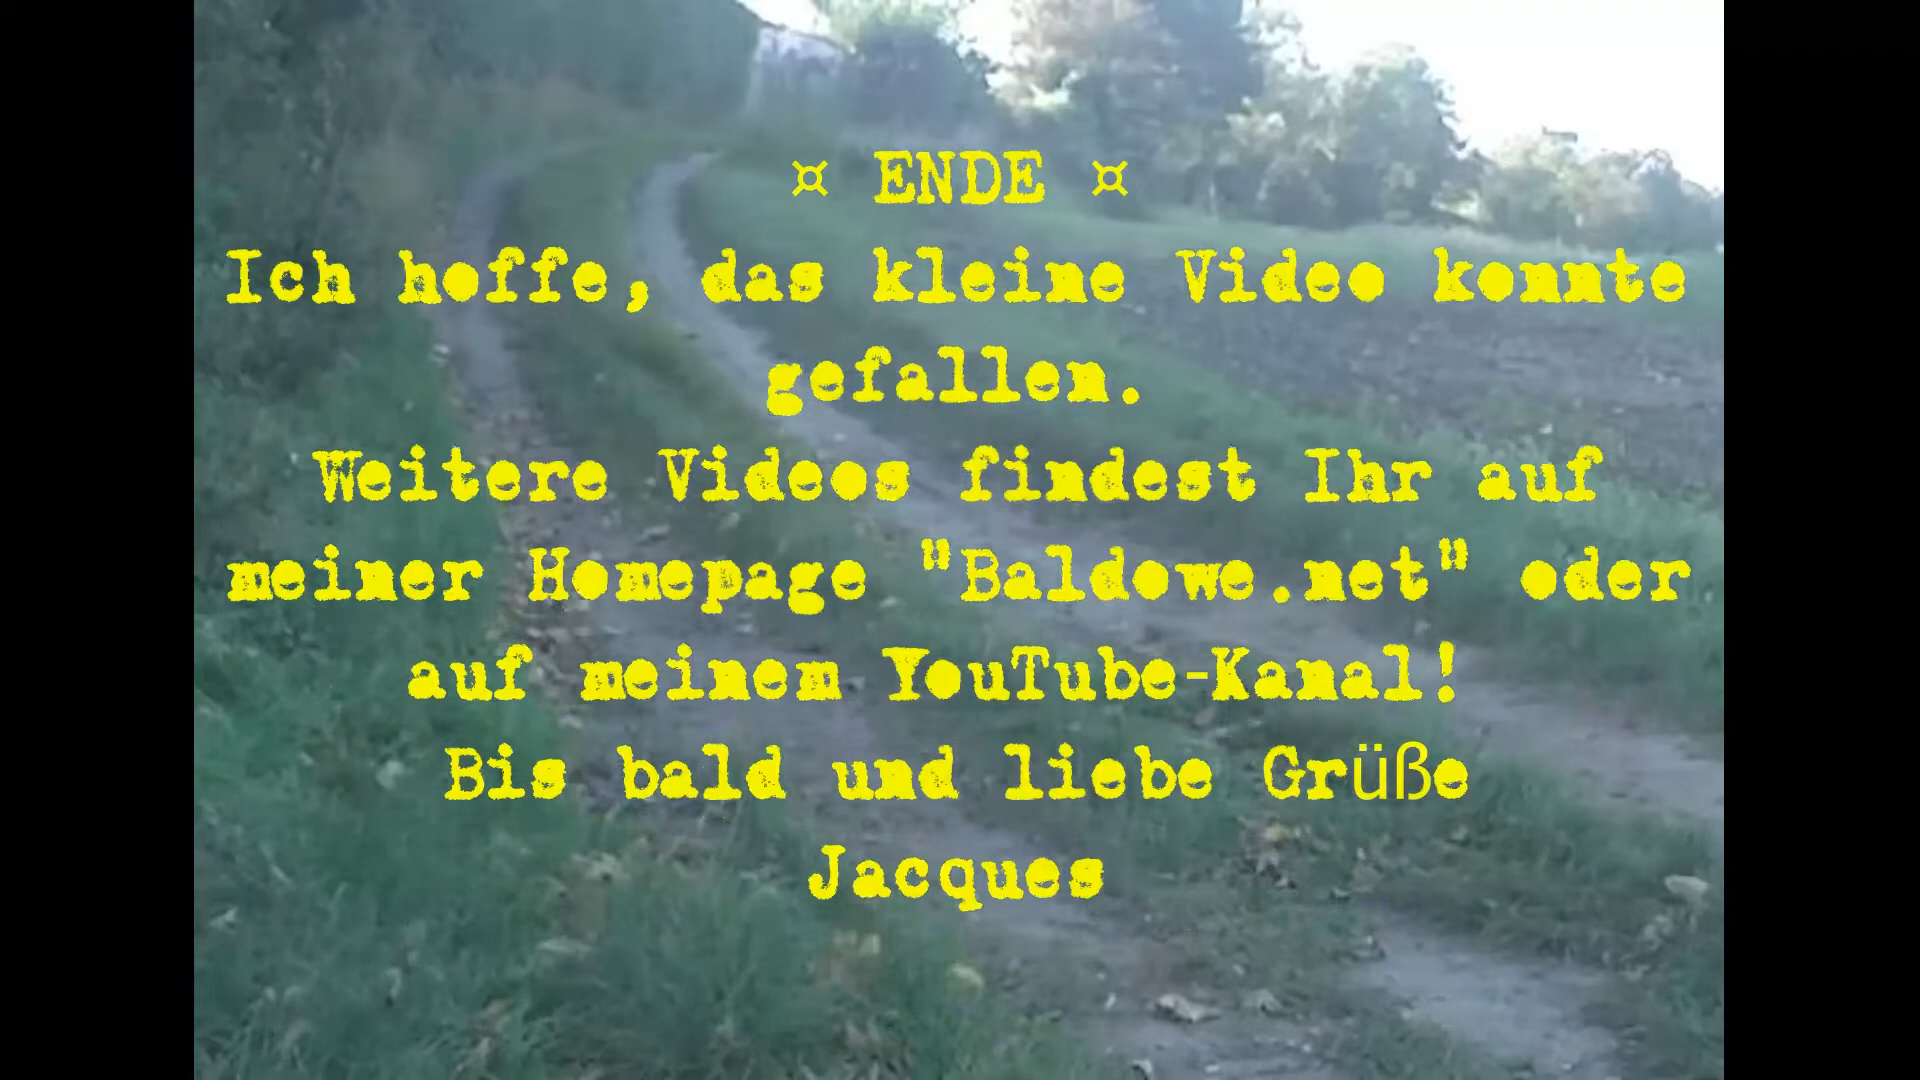 ¤ ENDE ¤
Ich hoffe, das kleine Video konnte
gefallen.
Weitere Videos findest Ihr auf
meiner Homepage "Baldowe.net" oder
auf meinem YouTube-Kanal!
Bis bald und liebe Grüße
Jacques